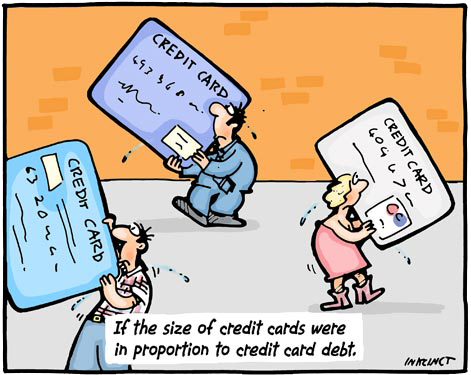 CREDIT CARD
CREDIT CARD
CREDIT CARD
If the size of credit cards were
in proportion to credit card debt.
INKCINCT